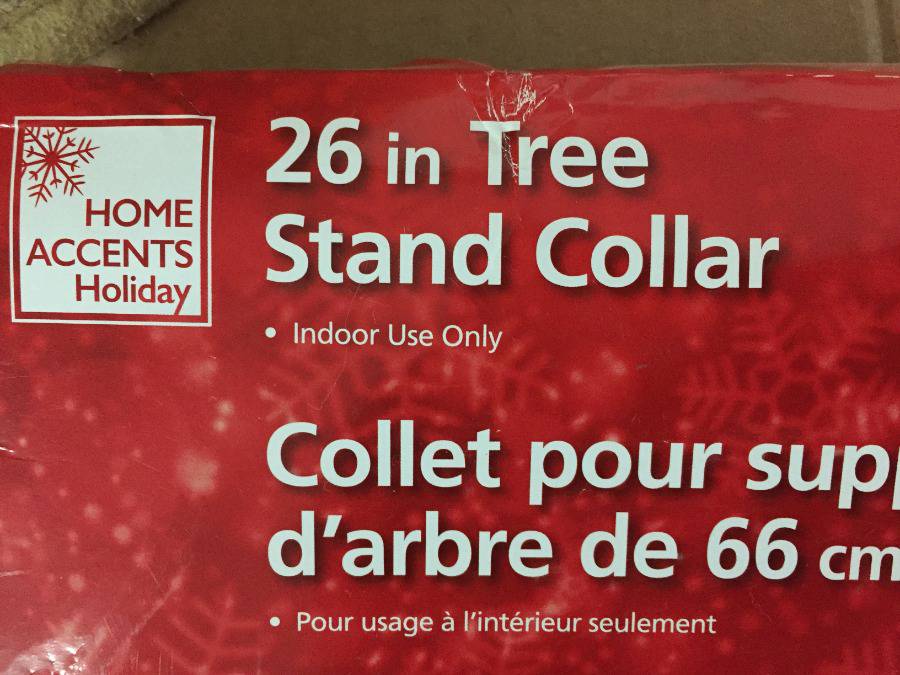 HOME
ACCENTS
Holiday
26 in Tree
Stand Collar
• Indoor Use Only
Collet pour
d'arbre de 66 cm
• Pour usage à l'intérieur seulement